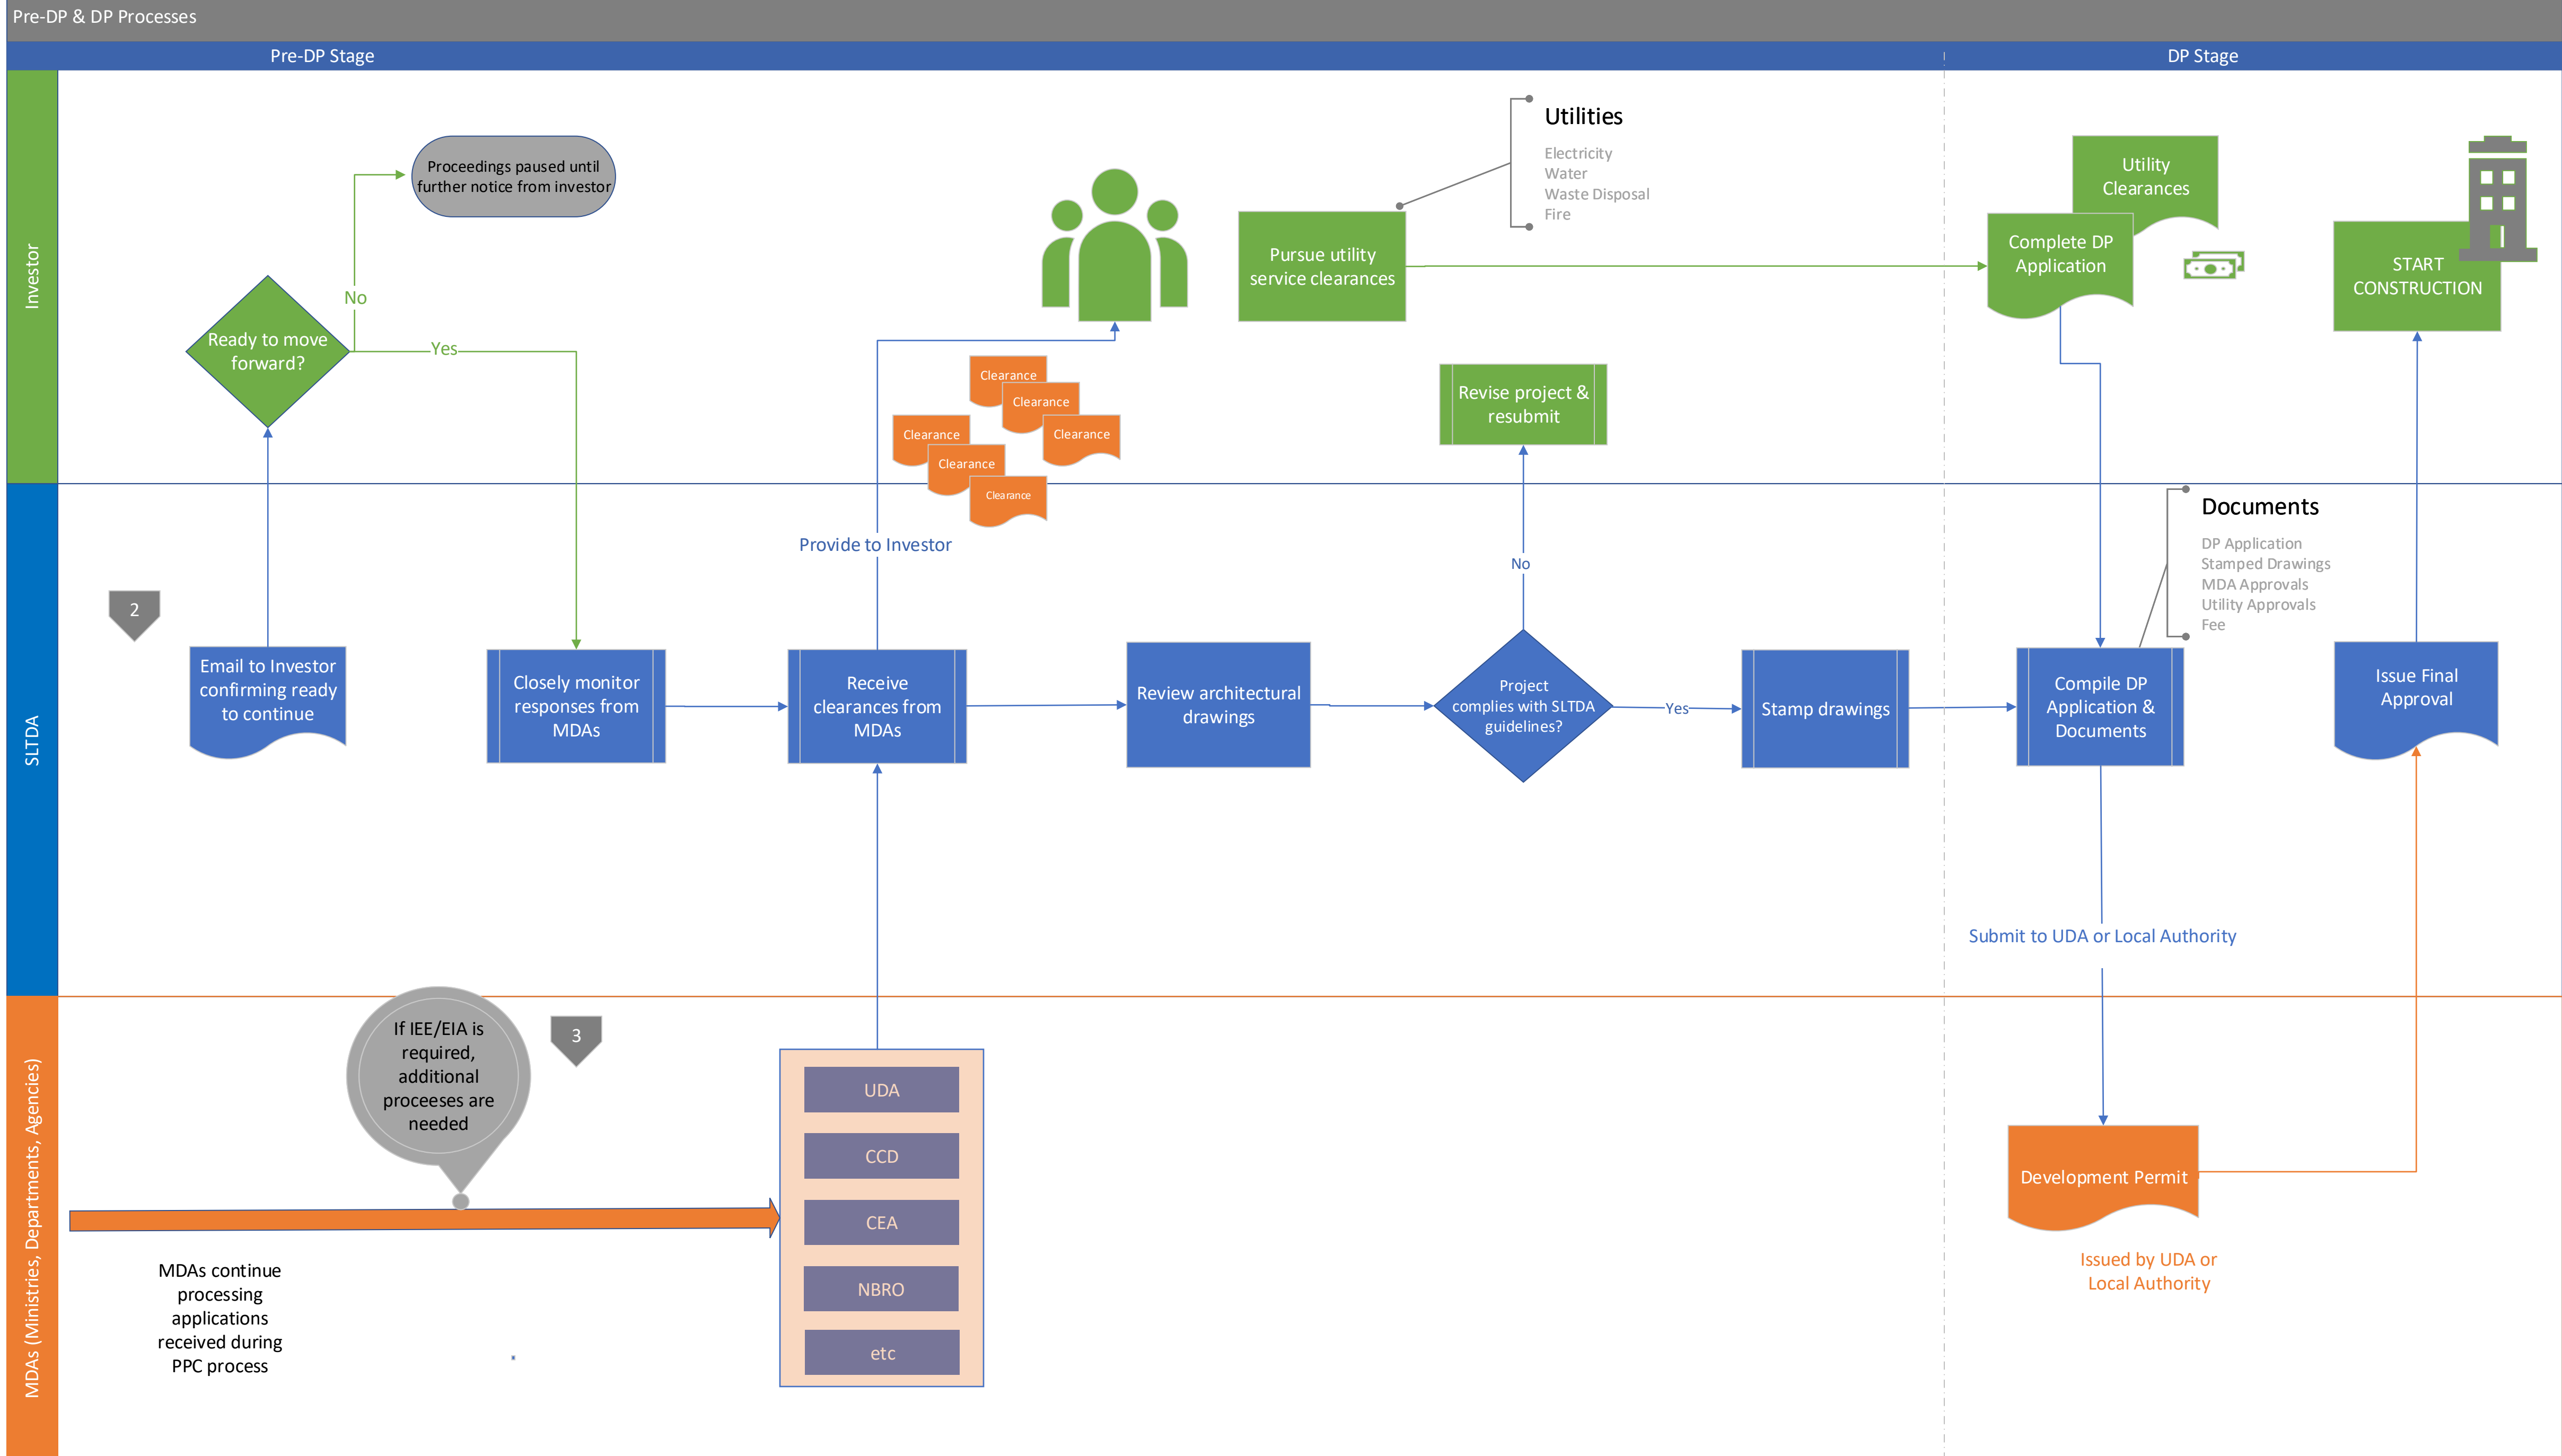 Pre-DP & DP Processes
Pre-DP Stage
DP Stage
Investor
Proceedings paused until
further notice from investor
Ready to move
forward?
No
Yes
Pursue utility
service clearances
Utilities
Electricity
Water
Waste Disposal
Fire
Utility
Clearances
Complete DP
Application
START
CONSTRUCTION
Clearance
Clearance
Clearance
Clearance
Clearance
Clearance
Revise project &
resubmit
SLTDA
2
Email to Investor
confirming ready
to continue
Closely monitor
responses from
MDAs
Provide to Investor
Receive
clearances from
MDAs
Review architectural
drawings
No
Project
complies with SLTDA
guidelines?
Yes
Stamp drawings
Documents
DP Application
Stamped Drawings
MDA Approvals
Utility Approvals
Fee
Compile DP
Application &
Documents
Issue Final
Approval
Submit to UDA or Local Authority
MDAs (Ministries, Departments, Agencies)
If IEE/EIA is
required,
additional
proceeses are
needed
3
MDAs continue
processing
applications
received during
PPC process
UDA
CCD
CEA
NBRO
etc
Development Permit
Issued by UDA or
Local Authority